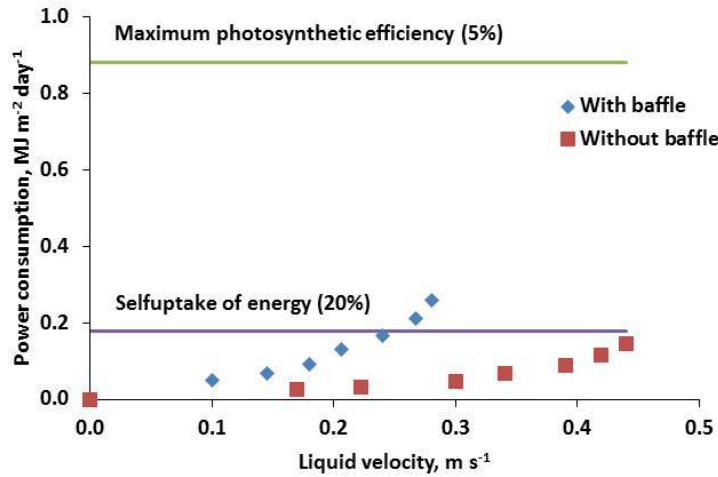 1.0
Maximum photosynthetic efficiency (5%)
Power consumption, MJ m⁻² day⁻¹
0.8
With baffle
Without baffle
0.6
0.4
Selfuptake of energy (20%)
0.2
0.0
0.0 0.1 0.2 0.3 0.4 0.5
Liquid velocity, m s⁻¹